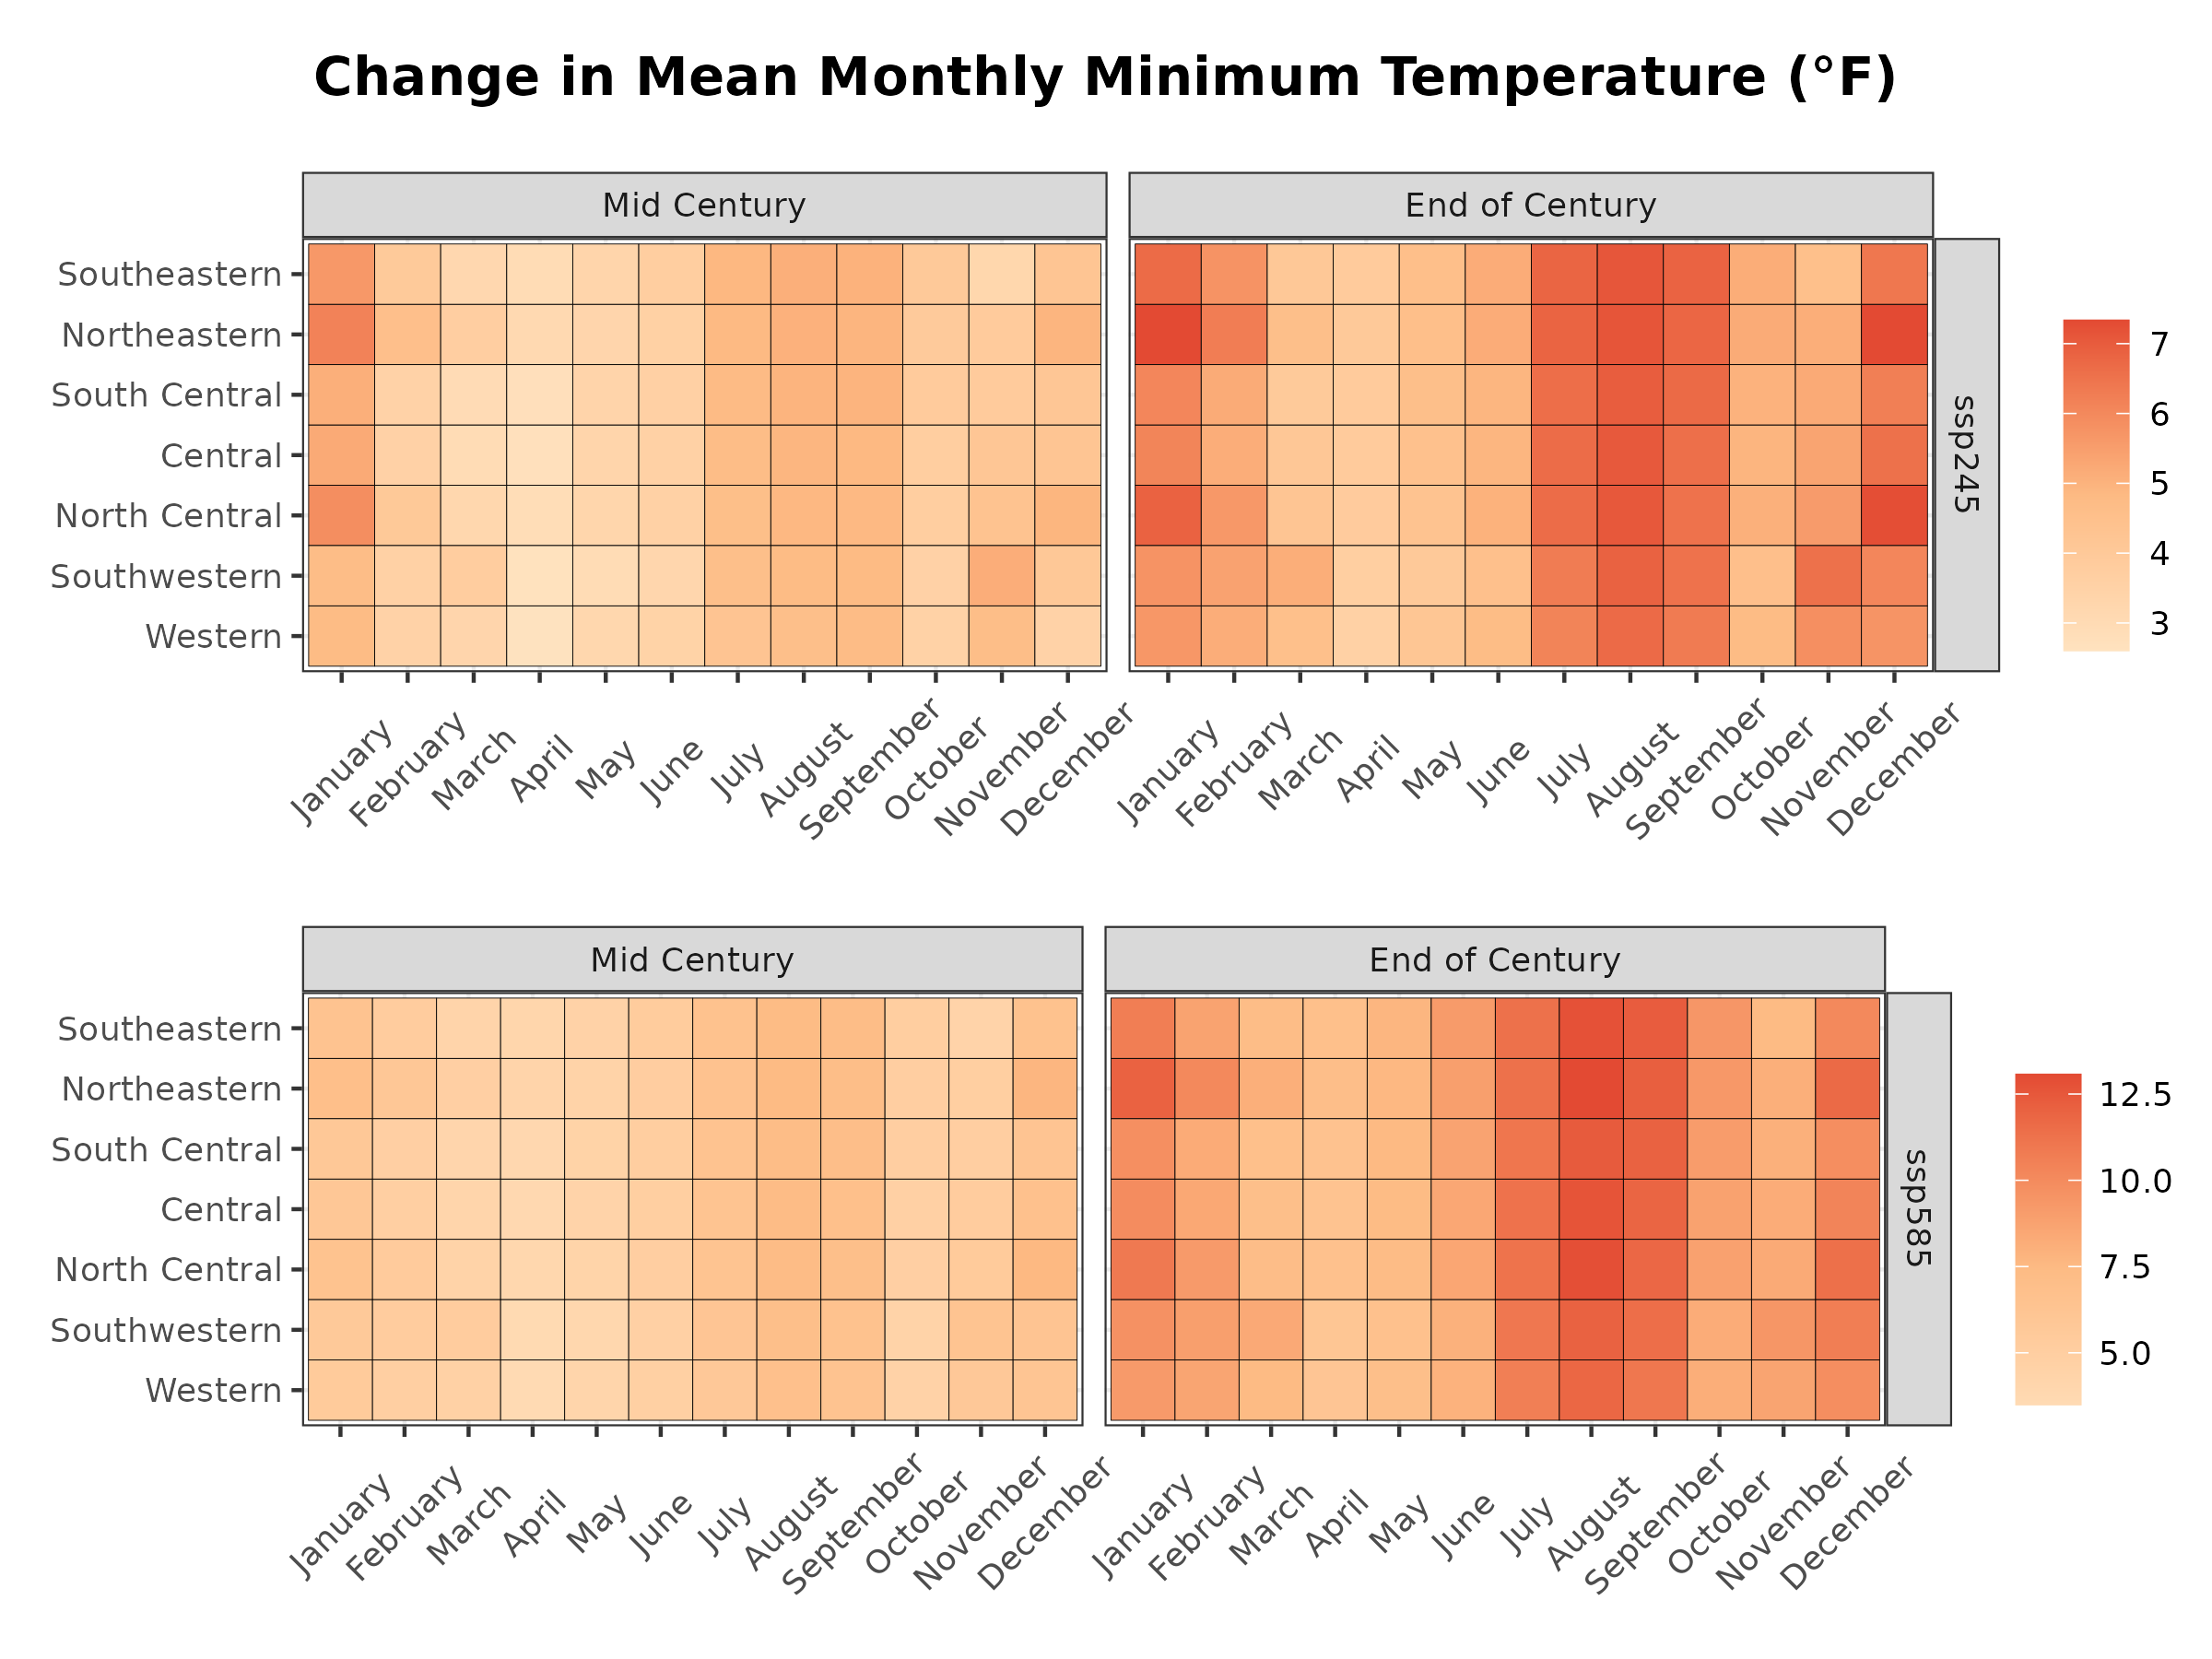 Change in Mean Monthly Minimum Temperature (°F)
Mid Century
End of Century
Southeastern
Northeastern
South Central
Central
North Central
Southwestern
Western
ssp245
7
6
5
4
3
January
February
March
April
May
June
July
August
September
October
November
December
January
February
March
April
May
June
July
August
September
October
November
December
Mid Century
End of Century
Southeastern
Northeastern
South Central
Central
North Central
Southwestern
Western
ssp585
12.5
10.0
7.5
5.0
January
February
March
April
May
June
July
August
September
October
November
December
January
February
March
April
May
June
July
August
September
October
November
December